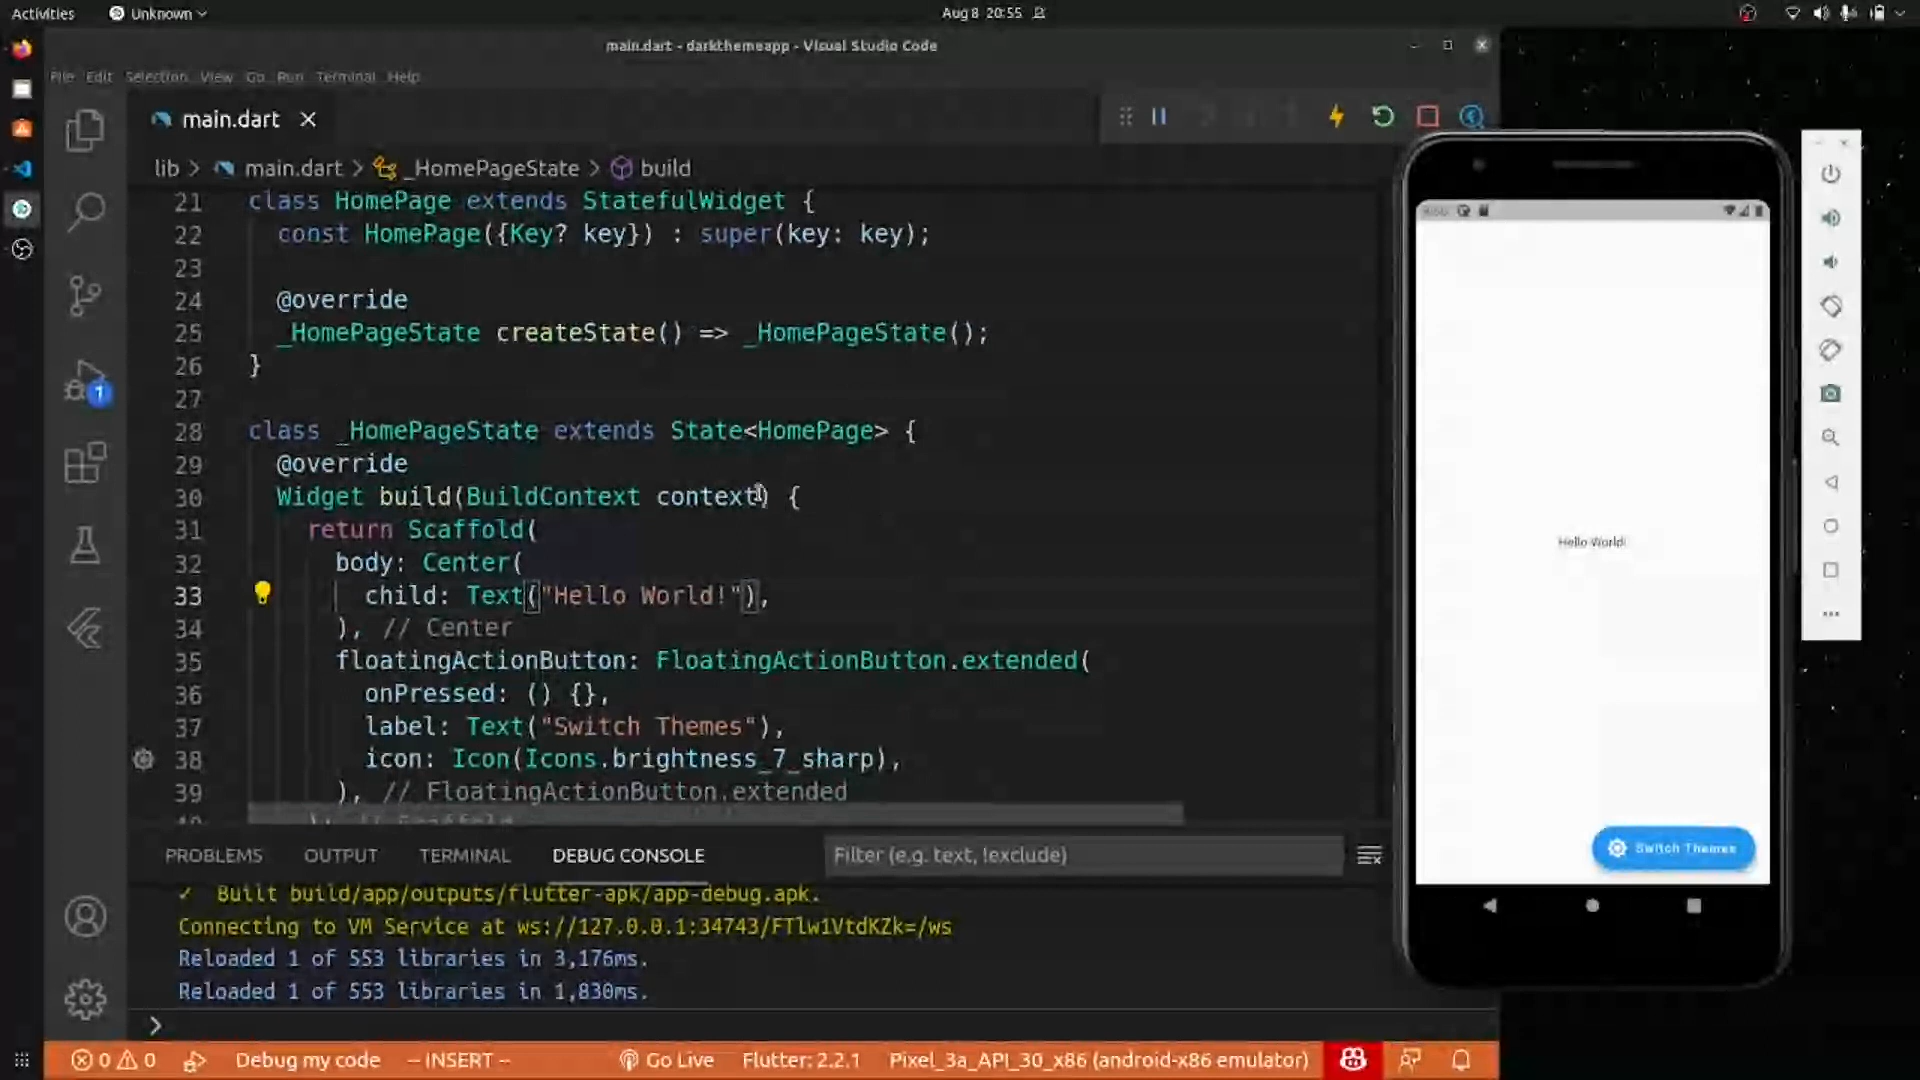 Activities
Unknown
Aug 8 20:55
main.dart - darkthemeapp - Visual Studio Code
File Edit Selection View Go Run Terminal Help
main.dart
lib > main.dart > _HomePageState > build
21 class HomePage extends StatefulWidget {
22 const HomePage({Key? key}) : super(key: key);
23
24 @override
25 _HomePageState createState() => _HomePageState();
26 }
27
28 class _HomePageState extends State<HomePage> {
29 @override
30 Widget build(BuildContext context) {
31 return Scaffold(
32 body: Center(
33 child: Text("Hello World!"),
34 ), // Center
35 floatingActionButton: FloatingActionButton.extended(
36 onPressed: () {},
37 label: Text("Switch Themes"),
38 icon: Icon(Icons.brightness_7_sharp),
39 ), // FloatingActionButton.extended
1
PROBLEMS OUTPUT TERMINAL DEBUG CONSOLE
Filter (e.g. text, !exclude)
✓ Built build/app/outputs/flutter-apk/app-debug.apk.
Connecting to VM Service at ws://127.0.0.1:34743/FTlw1VtdKZk=/ws
Reloaded 1 of 553 libraries in 3,176ms.
Reloaded 1 of 553 libraries in 1,830ms.
>
0 0 Debug my code -- INSERT -- Go Live Flutter: 2.2.1 Pixel_3a_API_30_x86 (android-x86 emulator)
Hello World!
Switch Themes